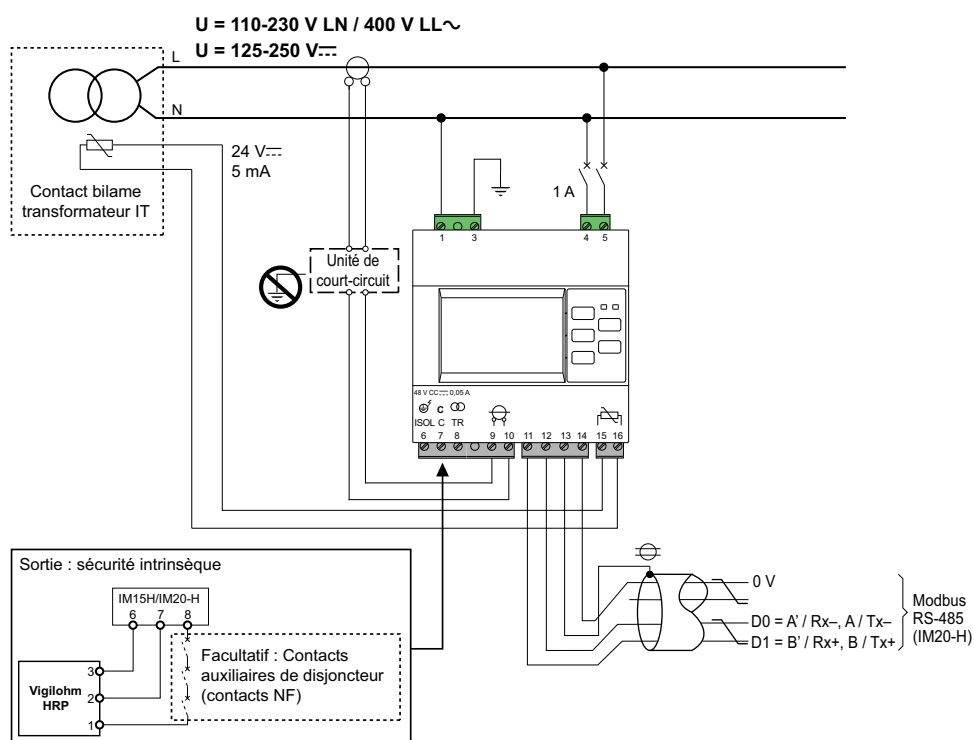 U = 110-230 V LN / 400 V LL∼
U = 125-250 V⎓
L
N
24 V⎓
5 mA
Contact bilame
transformateur IT
1 A
1 3 4 5
Unité de
court-circuit
48 V CC⎓ 0,05 A
C
ISOL C TR
6 7 8 9 10 11 12 13 14 15 16
Sortie : sécurité intrinsèque
IM15H/IM20-H
6 7 8
Facultatif : Contacts
auxiliaires de disjoncteur
(contacts NF)
Vigilohm
HRP
3
2
1
0 V
D0 = A' / Rx–, A / Tx–
D1 = B' / Rx+, B / Tx+
Modbus
RS-485
(IM20-H)